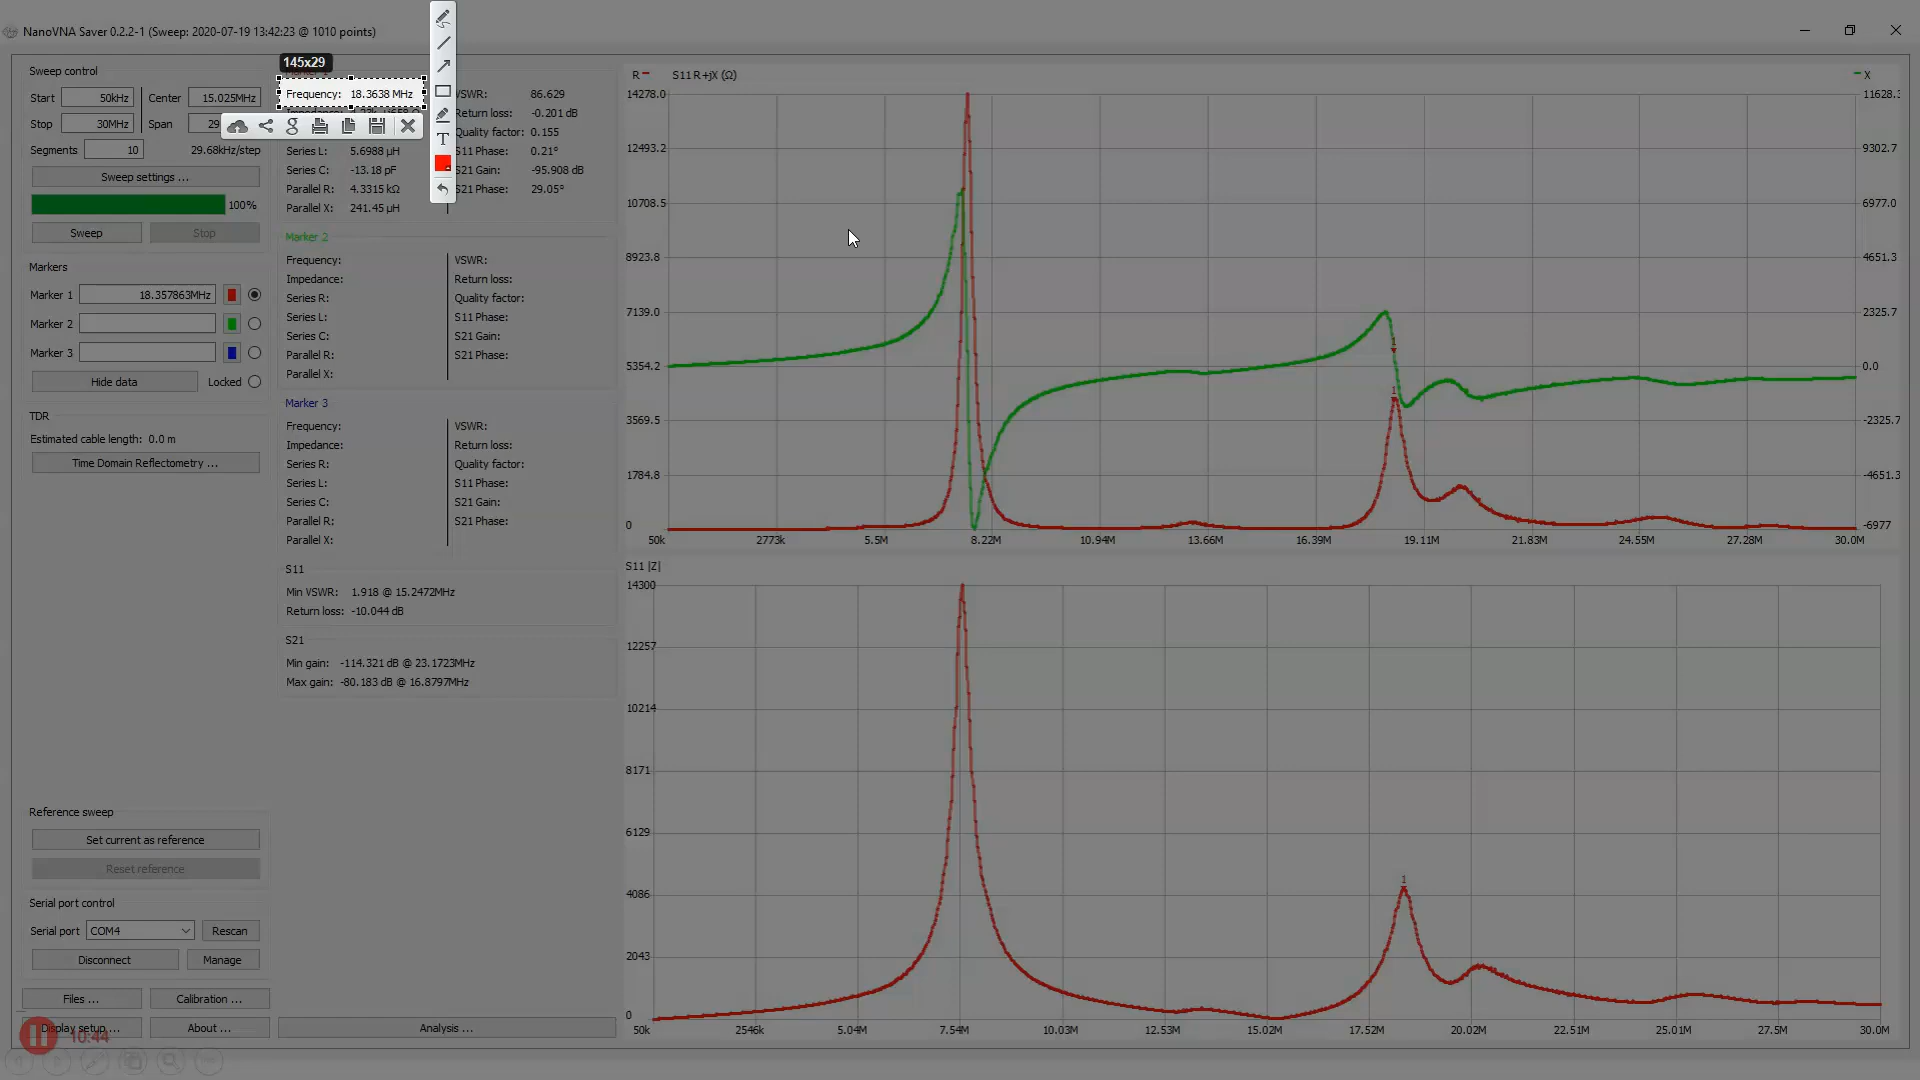 NanoVNA Saver 0.2.2-1 (Sweep: 2020-07-19 13:42:23 @ 1010 points)
Sweep control
Start 50kHz Center 15.025MHz
Stop 30MHz Span 29
Segments 10 29.68kHz/step
Sweep settings ...
100%
Sweep Stop
Markers
Marker 1 18.357863MHz
Marker 2
Marker 3
Hide data Locked
TDR
Estimated cable length: 0.0 m
Time Domain Reflectometry ...
Reference sweep
Set current as reference
Reset reference
Serial port control
Serial port COM4 Rescan
Disconnect Manage
Files ... Calibration ...
Display setup ... About ...
10:44
145x29
Frequency: 18.3638 MHz
Series L: 5.6988 µH
Series C: -13.18 pF
Parallel R: 4.3315 kΩ
Parallel X: 241.45 µH
T
VSWR: 86.629
Return loss: -0.201 dB
Quality factor: 0.155
S11 Phase: 0.21°
S21 Gain: -95.908 dB
S21 Phase: 29.05°
Marker 2
Frequency: VSWR:
Impedance: Return loss:
Series R: Quality factor:
Series L: S11 Phase:
Series C: S21 Gain:
Parallel R: S21 Phase:
Parallel X:
Marker 3
Frequency: VSWR:
Impedance: Return loss:
Series R: Quality factor:
Series L: S11 Phase:
Series C: S21 Gain:
Parallel R: S21 Phase:
Parallel X:
S11
Min VSWR: 1.918 @ 15.2472MHz
Return loss: -10.044 dB
S21
Min gain: -114.321 dB @ 23.1723MHz
Max gain: -80.183 dB @ 16.8797MHz
Analysis ...
R S11 R+jX (Ω) X
14278.0 11628.3
12493.2 9302.7
10708.5 6977.0
8923.8 4651.3
7139.0 2325.7
5354.2 0.0
3569.5 -2325.7
1784.8 -4651.3
0 -6977
1
1
50k 2773k 5.5M 8.22M 10.94M 13.66M 16.39M 19.11M 21.83M 24.55M 27.28M 30.0M
S11 |Z|
14300
12257
10214
8171
6129
4086
2043
0
1
50k 2546k 5.04M 7.54M 10.03M 12.53M 15.02M 17.52M 20.02M 22.51M 25.01M 27.5M 30.0M